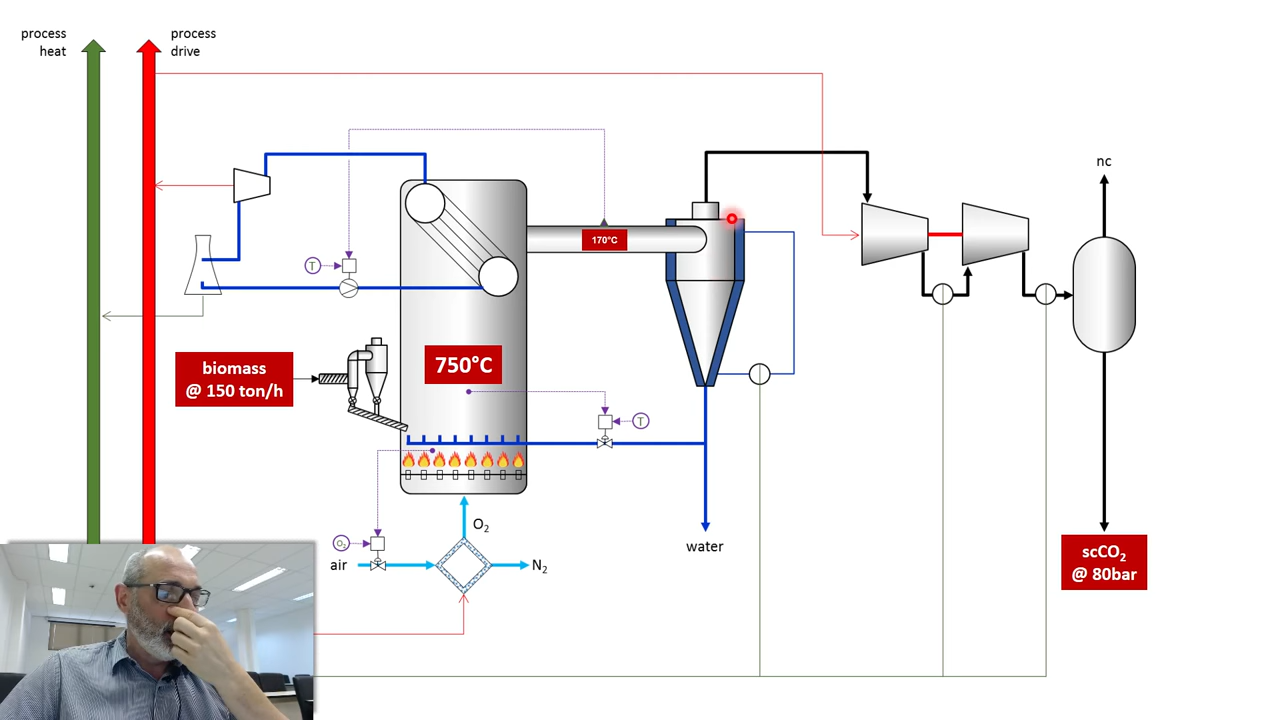 process
heat
process
drive
nc
170°C
T
biomass
@ 150 ton/h
750°C
T
O₂
O₂
air
N₂
water
scCO₂
@ 80bar